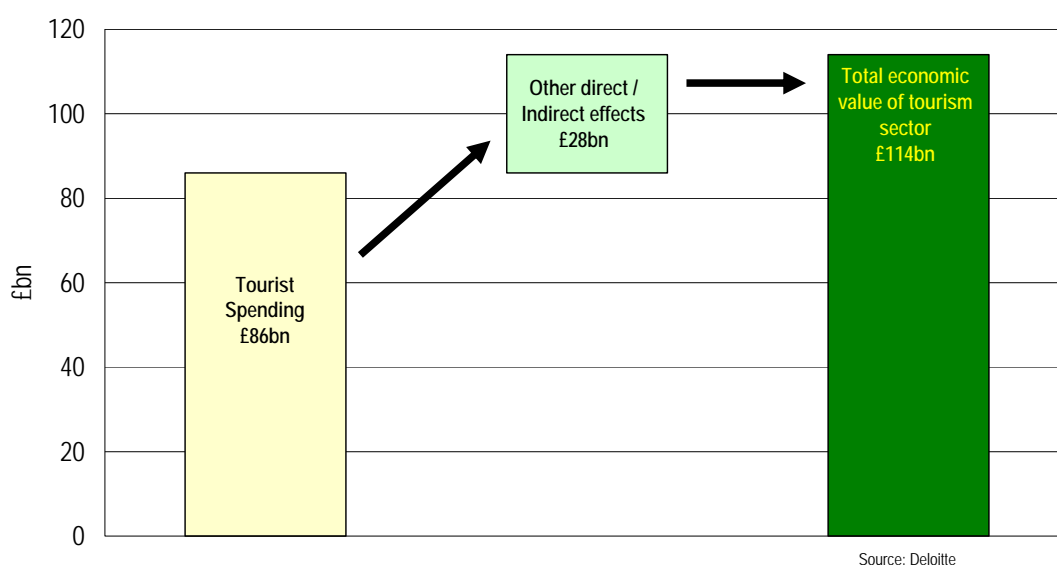 120
100
80
60
40
20
0
£bn
Tourist
Spending
£86bn
Other direct /
Indirect effects
£28bn
Total economic
value of tourism
sector
£114bn
Source: Deloitte